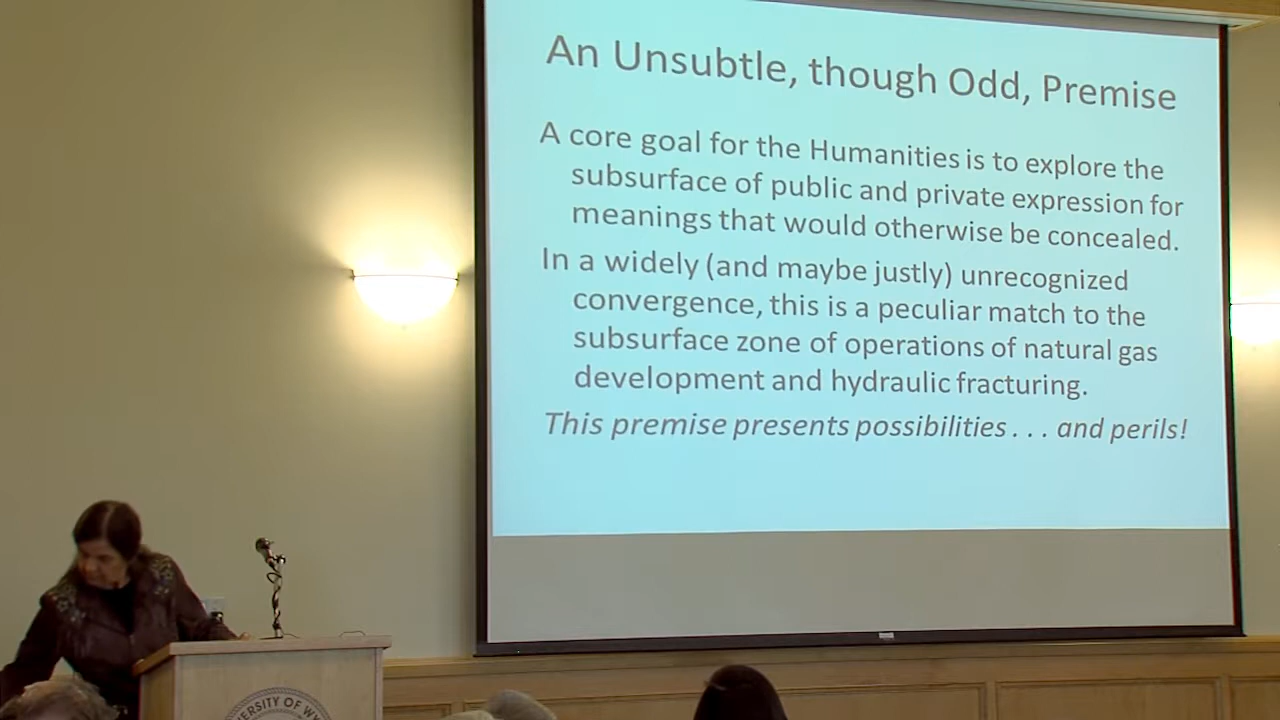 An Unsubtle, though Odd, Premise
A core goal for the Humanities is to explore the
subsurface of public and private expression for
meanings that would otherwise be concealed.
In a widely (and maybe justly) unrecognized
convergence, this is a peculiar match to the
subsurface zone of operations of natural gas
development and hydraulic fracturing.
This premise presents possibilities . . . and perils!
OF